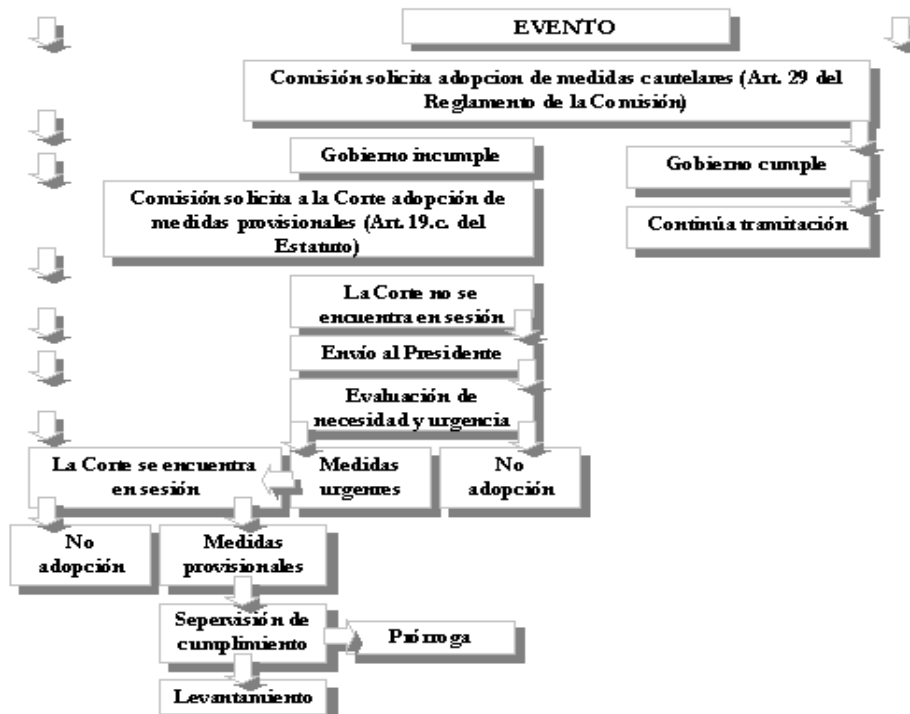 EVENTO
Comisión solicita adopcion de medidas cautelares (Art. 29 del
Reglamento de la Comisión)
Gobierno incumple
Gobierno cumple
Comisión solicita a la Corte adopción de
medidas provisionales (Art. 19.c. del
Estatuto)
Continúa tramitación
La Corte no se
encuentra en sesión
Envío al Presidente
Evaluación de
necesidad y urgencia
La Corte se encuentra
en sesión
Medidas
urgentes
No
adopción
No
adopción
Medidas
provisionales
Sepervisión de
cumplimiento
Prórroga
Levantamiento